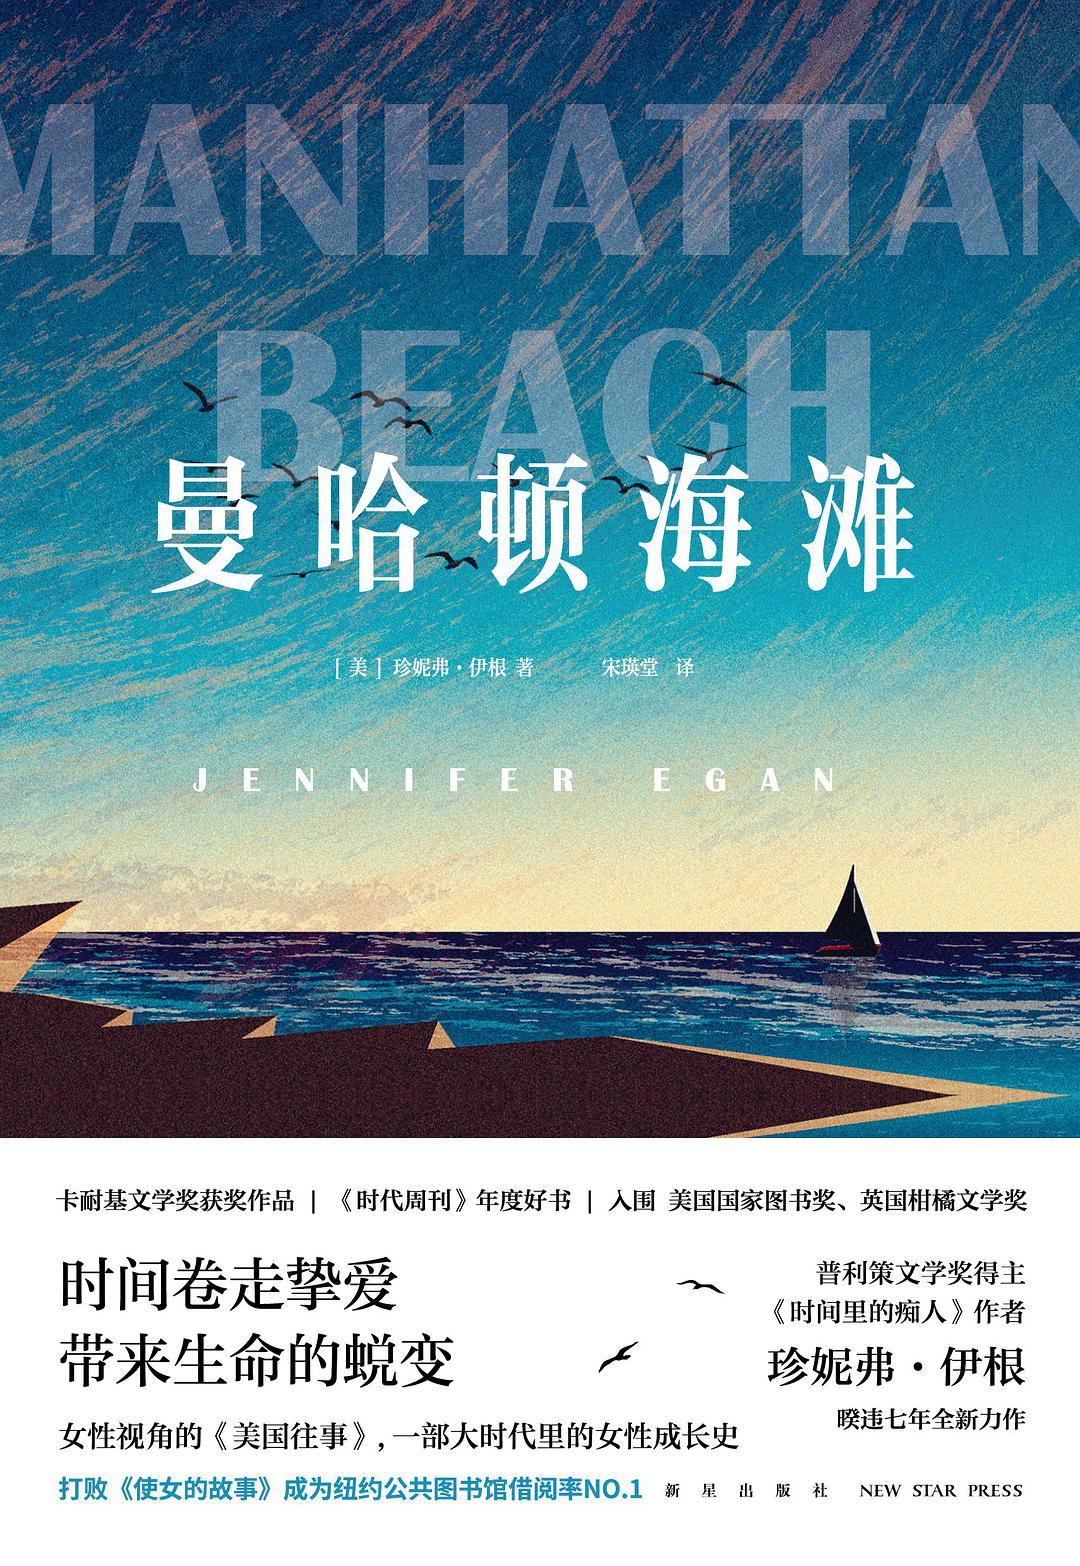 MANHATTAN
BEACH
曼哈顿海滩
[ 美 ] 珍妮弗·伊根 著 宋瑛堂 译
JENNIFER EGAN
卡耐基文学奖获奖作品 | 《时代周刊》年度好书 | 入围 美国国家图书奖、英国柑橘文学奖
时间卷走挚爱
带来生命的蜕变
女性视角的《美国往事》, 一部大时代里的女性成长史
打败《使女的故事》成为纽约公共图书馆借阅率NO.1
普利策文学奖得主
《时间里的痴人》作者
珍妮弗·伊根
暌违七年全新力作
新星出版社 NEW STAR PRESS